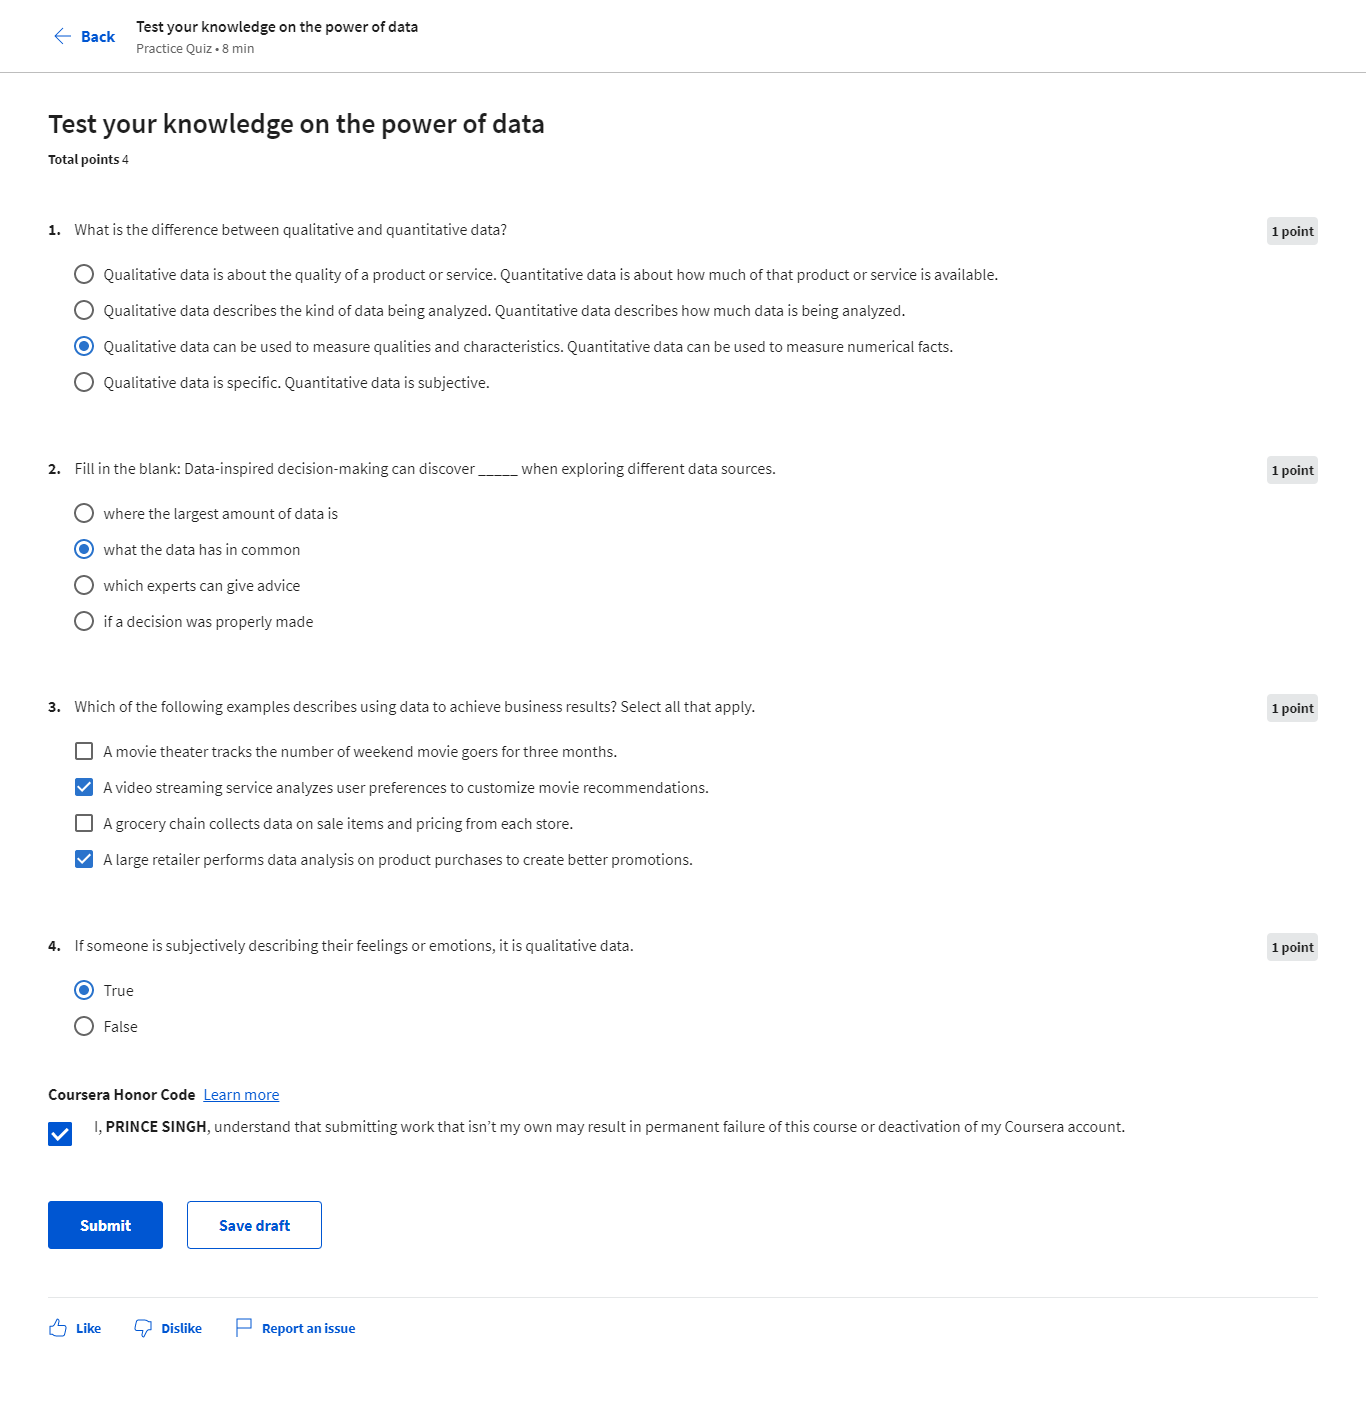 Back
Test your knowledge on the power of data
Practice Quiz • 8 min
Test your knowledge on the power of data
Total points 4
1. What is the difference between qualitative and quantitative data?
1 point
Qualitative data is about the quality of a product or service. Quantitative data is about how much of that product or service is available.
Qualitative data describes the kind of data being analyzed. Quantitative data describes how much data is being analyzed.
Qualitative data can be used to measure qualities and characteristics. Quantitative data can be used to measure numerical facts.
Qualitative data is specific. Quantitative data is subjective.
2. Fill in the blank: Data-inspired decision-making can discover _____ when exploring different data sources.
1 point
where the largest amount of data is
what the data has in common
which experts can give advice
if a decision was properly made
3. Which of the following examples describes using data to achieve business results? Select all that apply.
1 point
A movie theater tracks the number of weekend movie goers for three months.
A video streaming service analyzes user preferences to customize movie recommendations.
A grocery chain collects data on sale items and pricing from each store.
A large retailer performs data analysis on product purchases to create better promotions.
4. If someone is subjectively describing their feelings or emotions, it is qualitative data.
1 point
True
False
Coursera Honor Code Learn more
I, PRINCE SINGH, understand that submitting work that isn’t my own may result in permanent failure of this course or deactivation of my Coursera account.
Submit
Save draft
Like
Dislike
Report an issue